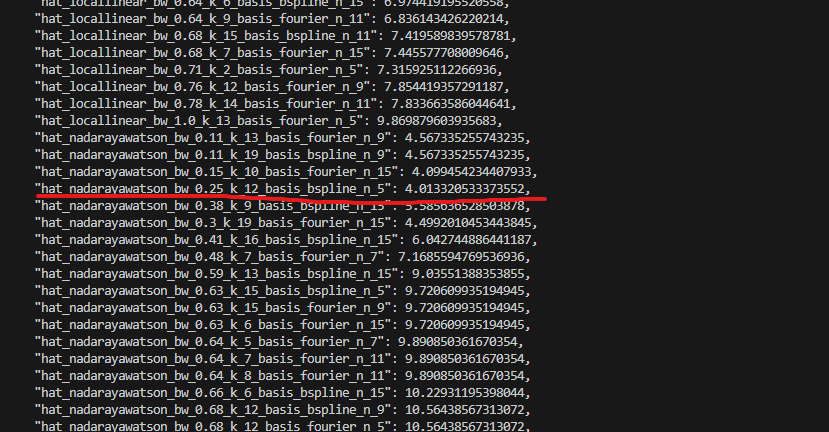 "hat_locallinear_bw_0.64_k_6_basis_bspline_n_15": 6.974419195520558,
"hat_locallinear_bw_0.64_k_9_basis_fourier_n_11": 6.836143426220214,
"hat_locallinear_bw_0.68_k_15_basis_bspline_n_11": 7.419589839578781,
"hat_locallinear_bw_0.68_k_7_basis_fourier_n_15": 7.445577708009646,
"hat_locallinear_bw_0.71_k_2_basis_fourier_n_5": 7.315925112266936,
"hat_locallinear_bw_0.76_k_12_basis_fourier_n_9": 7.854419357291187,
"hat_locallinear_bw_0.78_k_14_basis_fourier_n_11": 7.833663586044641,
"hat_locallinear_bw_1.0_k_13_basis_fourier_n_5": 9.869879603935683,
"hat_nadarayawatson_bw_0.11_k_13_basis_fourier_n_9": 4.567335255743235,
"hat_nadarayawatson_bw_0.11_k_19_basis_bspline_n_9": 4.567335255743235,
"hat_nadarayawatson_bw_0.15_k_10_basis_fourier_n_15": 4.099454234407933,
"hat_nadarayawatson_bw_0.25_k_12_basis_bspline_n_5": 4.013320533373552,
"hat_nadarayawatson_bw_0.38_k_9_basis_bspline_n_15": 5.585636528503878,
"hat_nadarayawatson_bw_0.3_k_19_basis_fourier_n_15": 4.4992010453443845,
"hat_nadarayawatson_bw_0.41_k_16_basis_bspline_n_15": 6.042744886441187,
"hat_nadarayawatson_bw_0.48_k_7_basis_fourier_n_7": 7.1685594769536936,
"hat_nadarayawatson_bw_0.59_k_13_basis_bspline_n_15": 9.03551388353855,
"hat_nadarayawatson_bw_0.63_k_15_basis_bspline_n_5": 9.720609935194945,
"hat_nadarayawatson_bw_0.63_k_15_basis_fourier_n_9": 9.720609935194945,
"hat_nadarayawatson_bw_0.63_k_6_basis_fourier_n_15": 9.720609935194945,
"hat_nadarayawatson_bw_0.64_k_5_basis_fourier_n_7": 9.890850361670354,
"hat_nadarayawatson_bw_0.64_k_7_basis_fourier_n_11": 9.890850361670354,
"hat_nadarayawatson_bw_0.64_k_8_basis_fourier_n_11": 9.890850361670354,
"hat_nadarayawatson_bw_0.66_k_6_basis_bspline_n_15": 10.22931195398044,
"hat_nadarayawatson_bw_0.68_k_12_basis_bspline_n_9": 10.56438567313072,
"hat_nadarayawatson_bw_0.68_k_12_basis_fourier_n_5": 10.56438567313072,